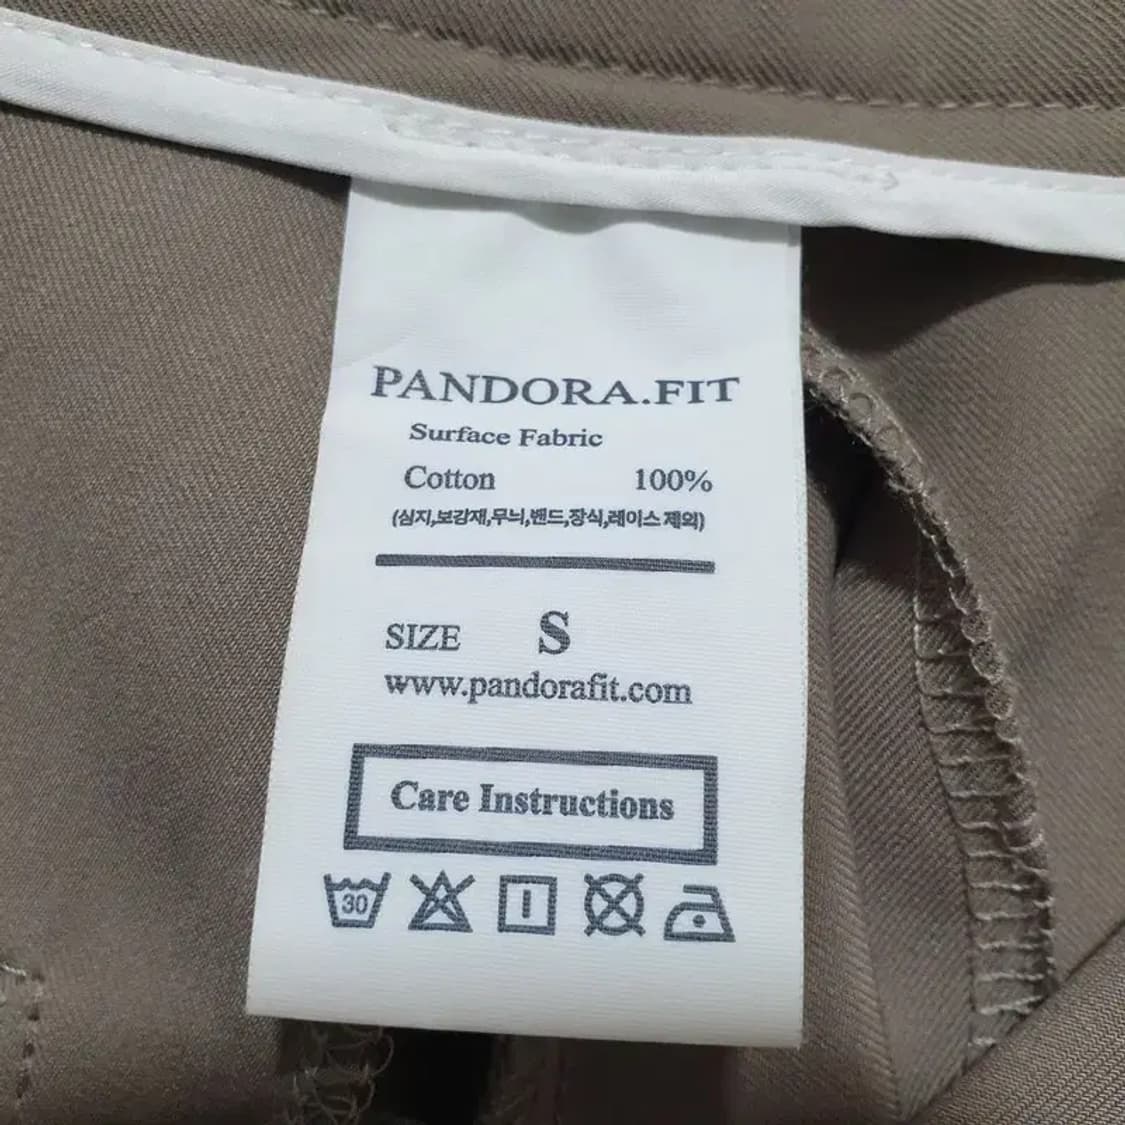 PANDORA.FIT
Surface Fabric
Cotton 100%
(심지,보강재,무늬,밴드,장식,레이스 제외)
SIZE S
www.pandorafit.com
Care Instructions
30